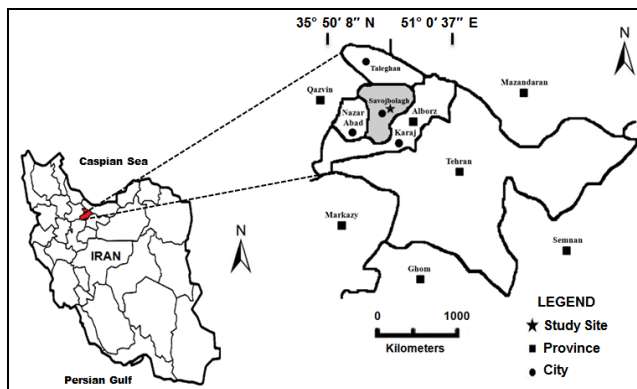 35° 50′ 8″ N
51° 0′ 37″ E
N
Taleghan
Qazvin
Mazandaran
Savojbolagh
Nazar
Abad
Alborz
Karaj
Tehran
Caspian Sea
Markazy
Semnan
IRAN
N
Ghom
LEGEND
Study Site
0
1000
Kilometers
Province
City
Persian Gulf